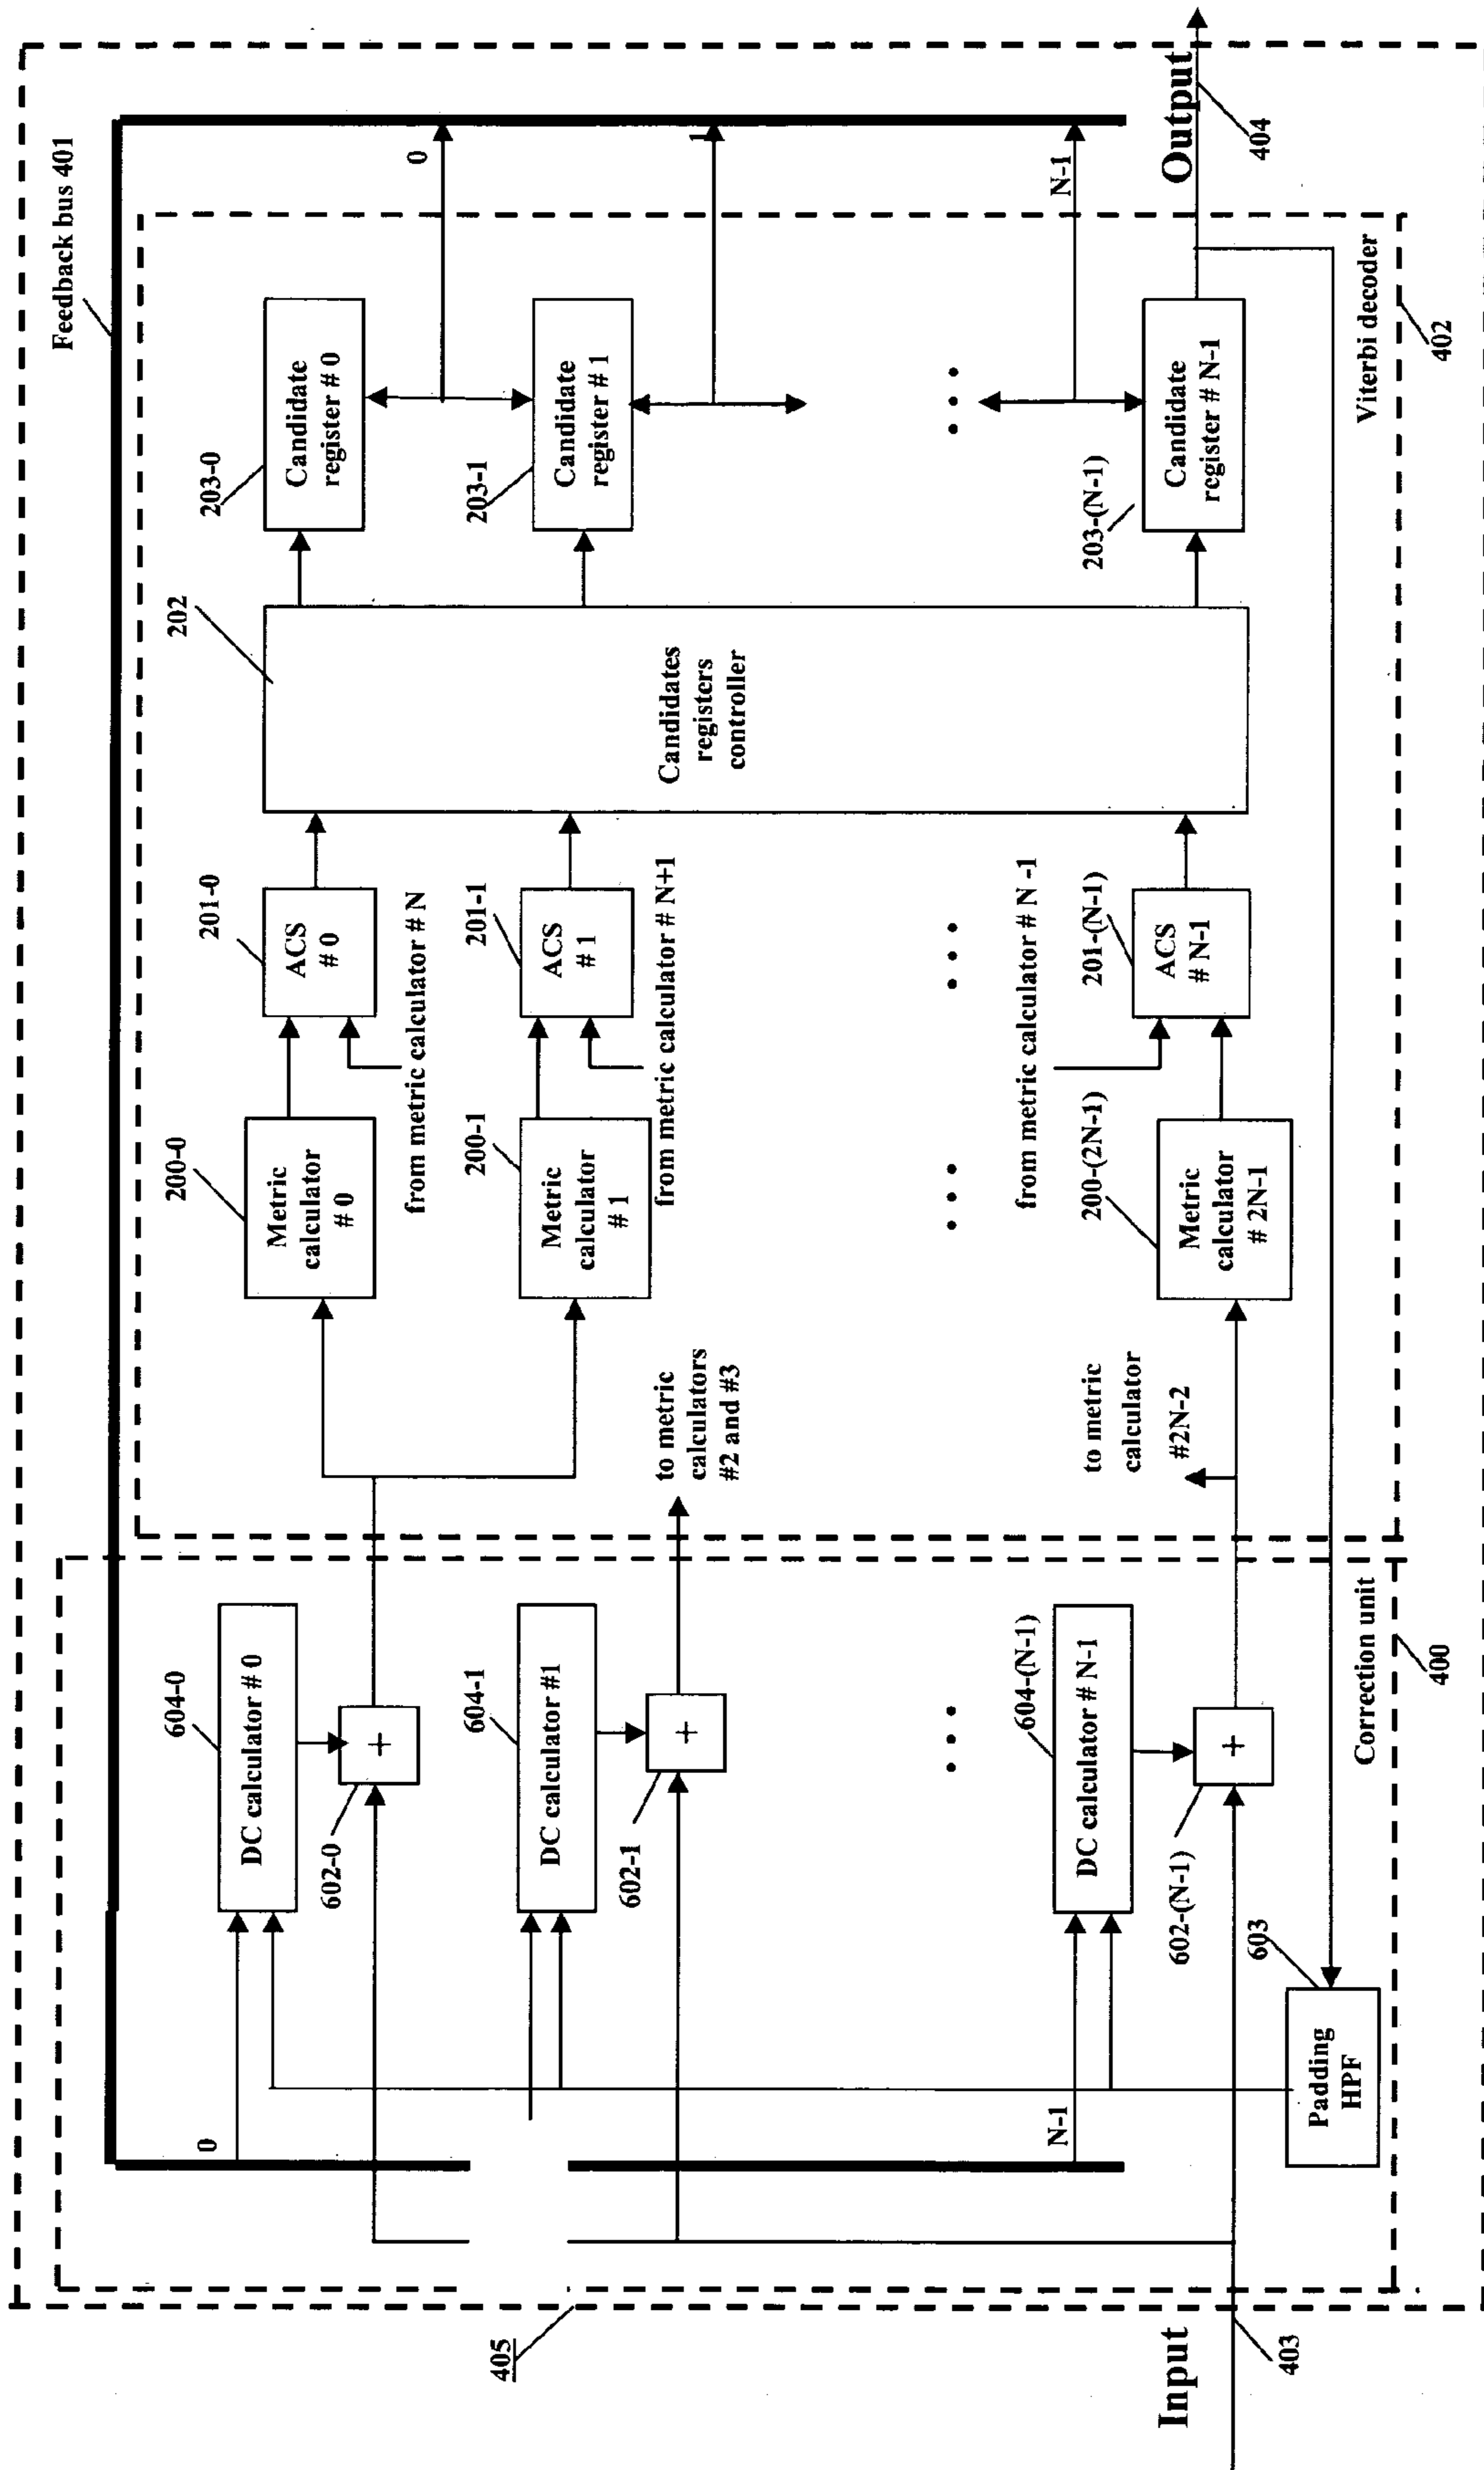 Feedback bus 401
Input
403
405
0
N-1
604-0
DC calculator # 0
602-0
+
604-1
DC calculator #1
602-1
+
• • •
604-(N-1)
DC calculator # N-1
602-(N-1)
+
603
Padding
HPF
Correction unit
400
to metric
calculators
#2 and #3
to metric
calculator
#2N-2
200-0
Metric
calculator
# 0
from metric calculator # N
200-1
Metric
calculator
# 1
from metric calculator # N+1
• • •
from metric calculator # N -1
200-(2N-1)
Metric
calculator
# 2N-1
201-0
ACS
# 0
201-1
ACS
# 1
• • •
201-(N-1)
ACS
# N-1
202
Candidates
registers
controller
203-0
Candidate
register # 0
203-1
Candidate
register # 1
• • •
203-(N-1)
Candidate
register # N-1
Viterbi decoder
402
0
1
N-1
Output
404